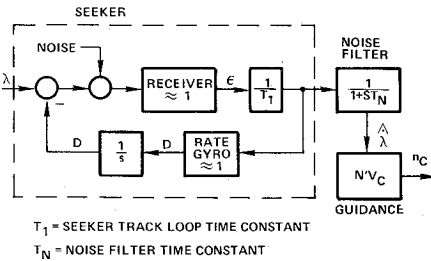 SEEKER
NOISE
NOISE
FILTER
λ
−
RECEIVER
≈ 1
ϵ
1
T₁
1
1+STN
D
1
s
D
RATE
GYRO
≈1
λ
N'VC
nC
GUIDANCE
T₁ = SEEKER TRACK LOOP TIME CONSTANT
TN = NOISE FILTER TIME CONSTANT